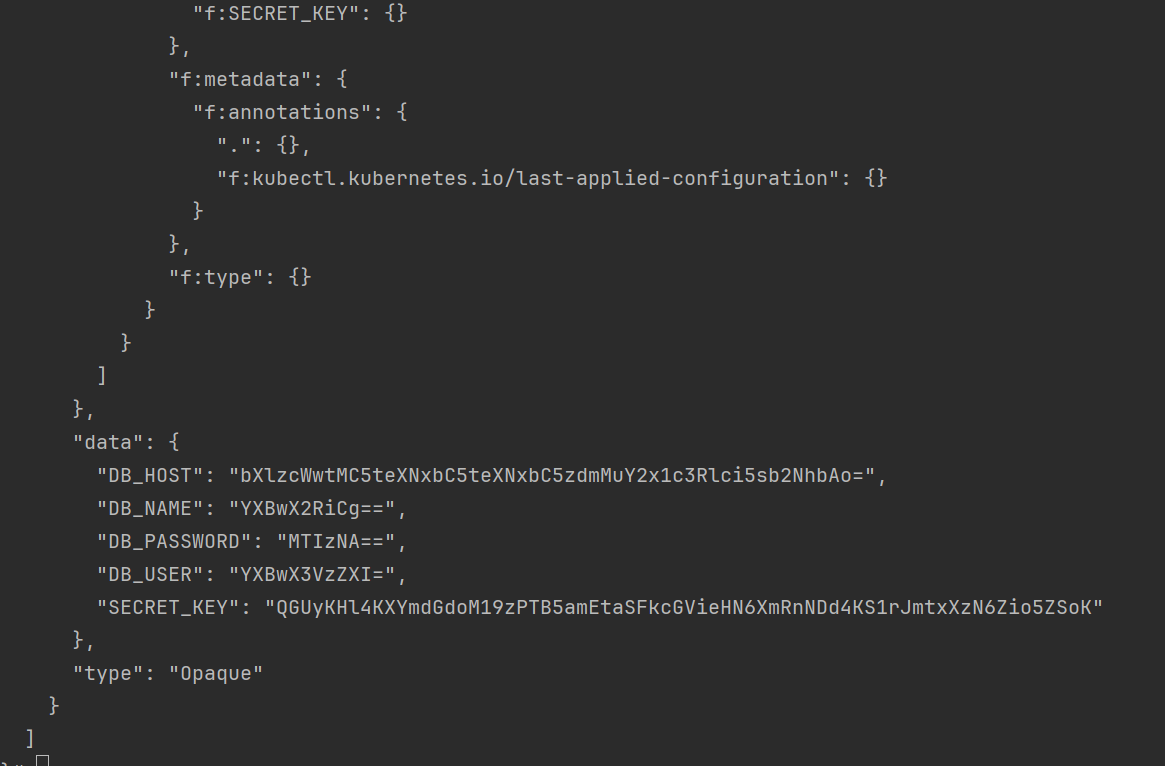 "f:SECRET_KEY": {}
},
"f:metadata": {
"f:annotations": {
".": {},
"f:kubectl.kubernetes.io/last-applied-configuration": {}
}
},
"f:type": {}
}
}
]
},
"data": {
"DB_HOST": "bXlzcWwtMC5teXNxbC5teXNxbC5zdmMuY2x1c3Rlci5sb2NhbAo=",
"DB_NAME": "YXBwX2RiCg==",
"DB_PASSWORD": "MTIzNA==",
"DB_USER": "YXBwX3VzZXI=",
"SECRET_KEY": "QGUyKHl4KXYmdGdoM19zPTB5amEtaSFkcGVieHN6XmRnNDd4KS1rJmtxXzN6Zio5ZSoK"
},
"type": "Opaque"
}
]